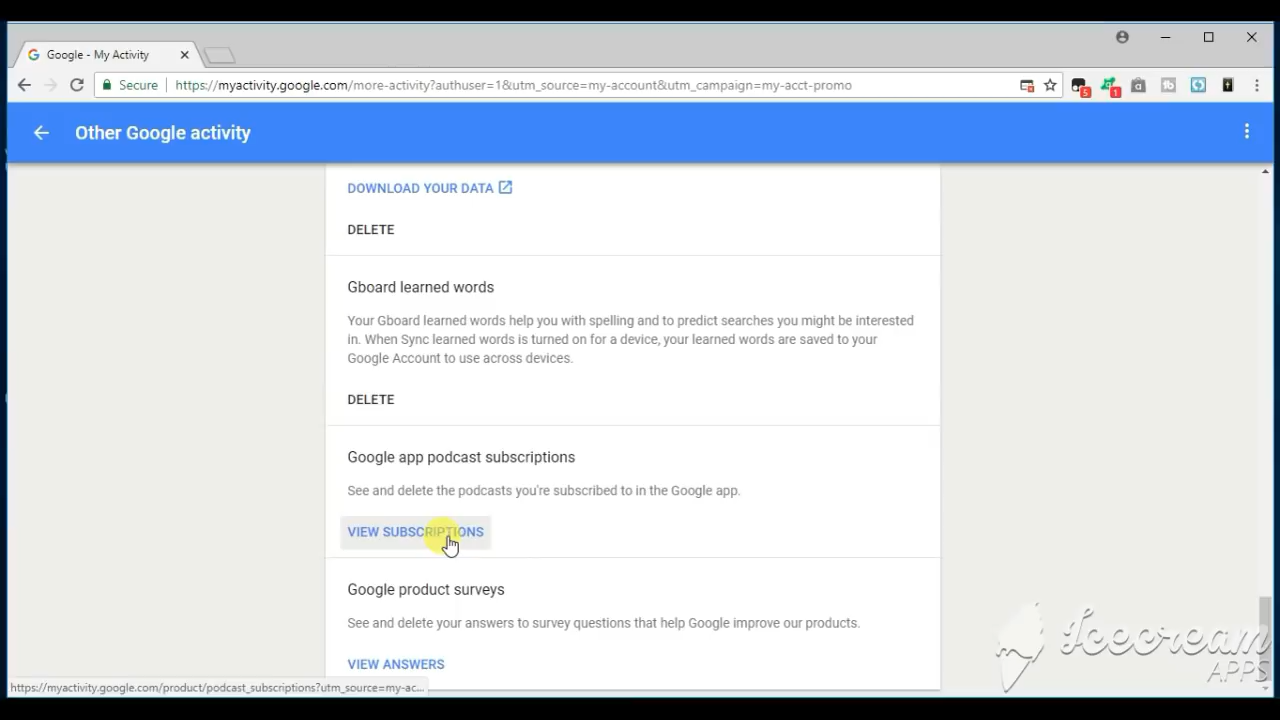 Google - My Activity
Secure
https://myactivity.google.com/more-activity?authuser=1&utm_source=my-account&utm_campaign=my-acct-promo
5
1
a
Other Google activity
DOWNLOAD YOUR DATA
DELETE
Gboard learned words
Your Gboard learned words help you with spelling and to predict searches you might be interested
in. When Sync learned words is turned on for a device, your learned words are saved to your
Google Account to use across devices.
DELETE
Google app podcast subscriptions
See and delete the podcasts you're subscribed to in the Google app.
VIEW SUBSCRIPTIONS
Google product surveys
See and delete your answers to survey questions that help Google improve our products.
VIEW ANSWERS
https://myactivity.google.com/product/podcast_subscriptions?utm_source=my-ac...
Icecream
APPS